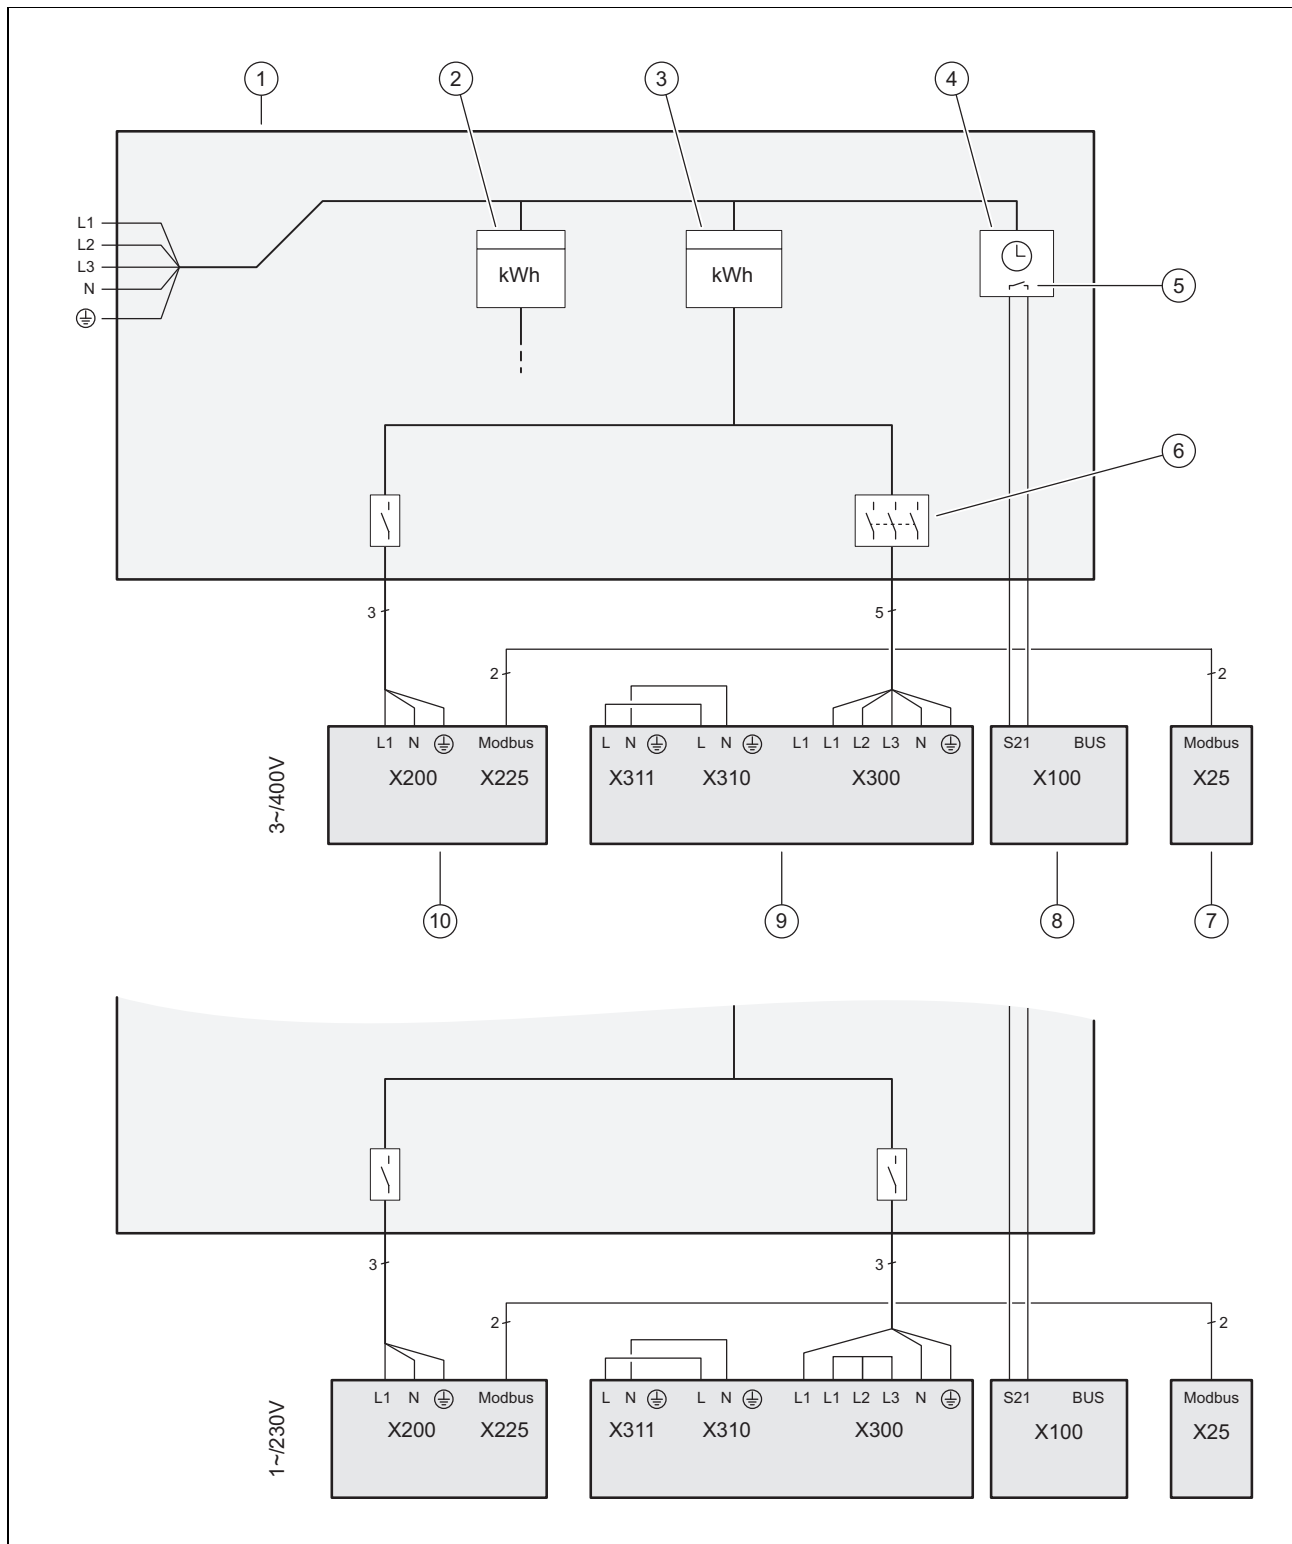 1 2 3 4
L1
L2
L3
N
kWh kWh
5
6
3 5
2 2
L1 N Modbus L N L N L1 L1 L2 L3 N S21 BUS Modbus
X200 X225 X311 X310 X300 X100 X25
3~/400V
10 9 8 7
3 3
2 2
L1 N Modbus L N L N L1 L1 L2 L3 N S21 BUS Modbus
X200 X225 X311 X310 X300 X100 X25
1~/230V